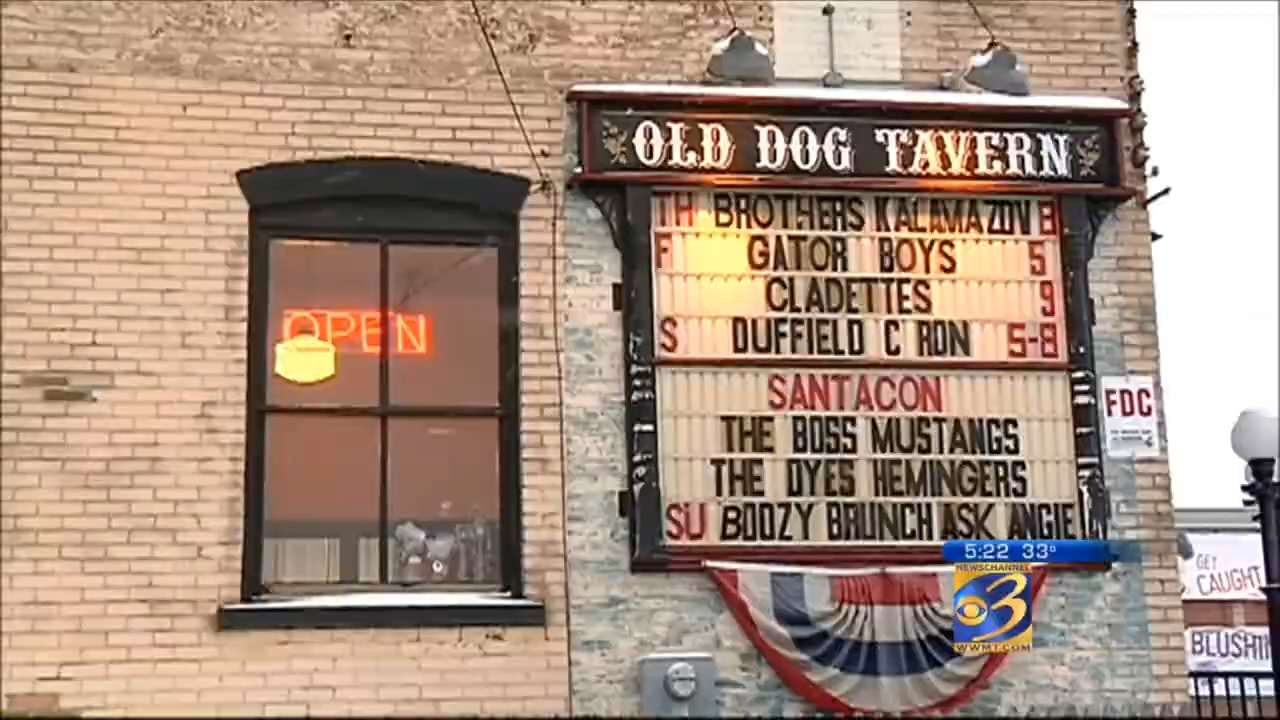 OLD DOG TAVERN
TH BROTHERS KALAMAZOV 8
F GATOR BOYS 5
CLADETTES 9
S DUFFIELD C RDN 5-8
SANTACON
THE BOSS MUSTANGS
THE DYES HEMINGERS
SU BOOZY BRUNCH ASK ANGIE
OPEN
FDC
GET
CAUGHT
5:22 33°
NEWSCHANNEL
3
WWMT.COM